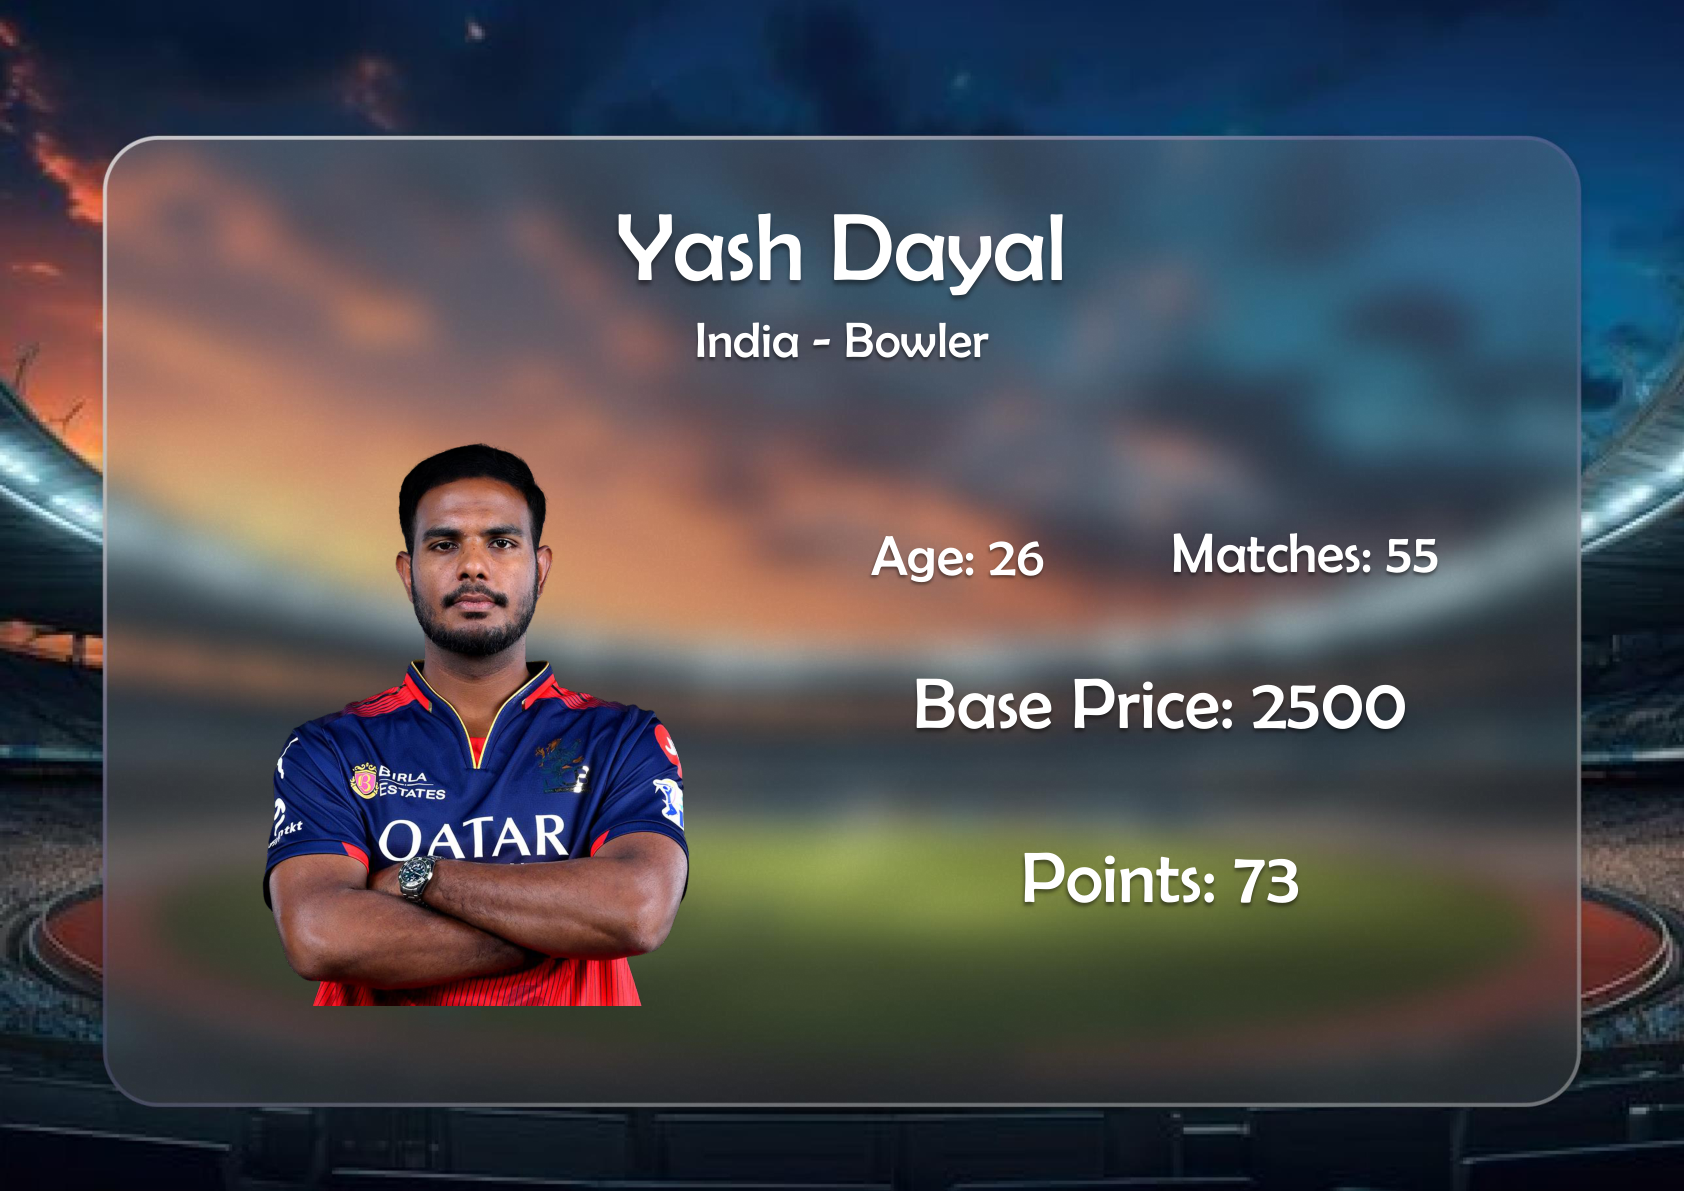 Yash Dayal
India - Bowler
Age: 26
Matches: 55
Base Price: 2500
Points: 73
BIRLA
ESTATES
QATAR